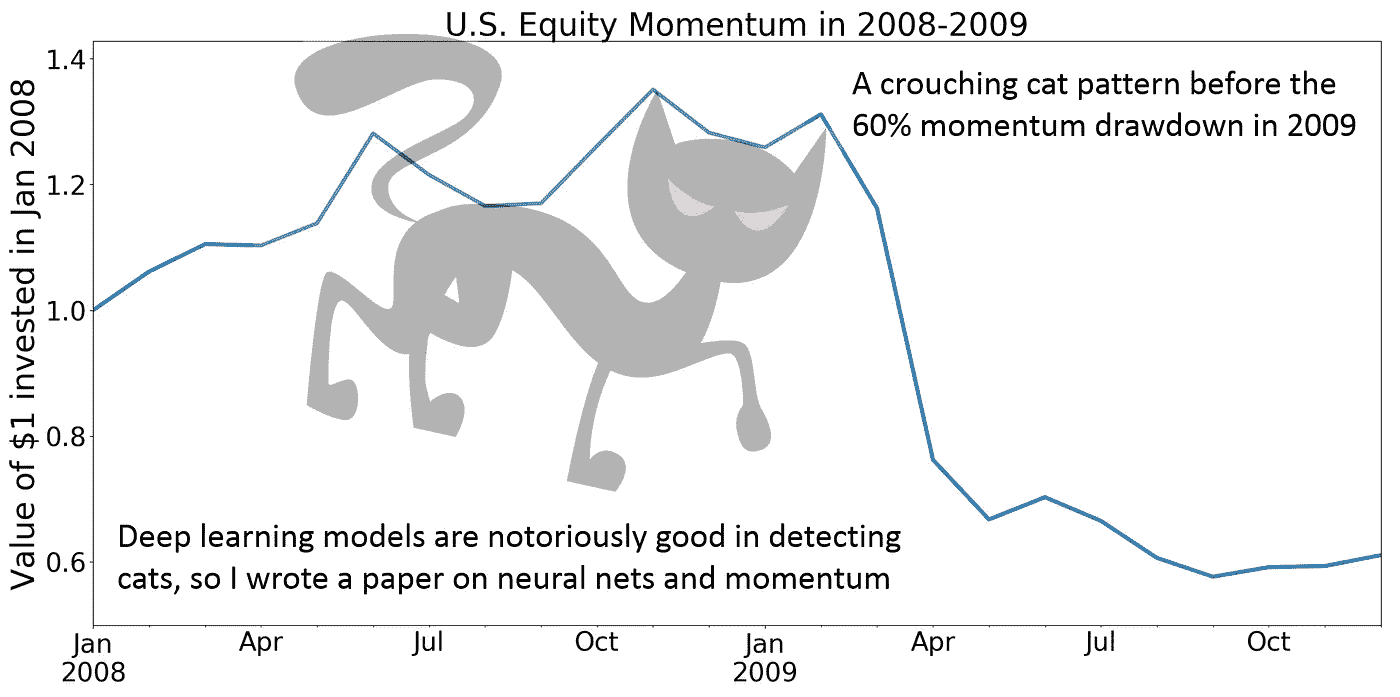 U.S. Equity Momentum in 2008-2009
Value of $1 invested in Jan 2008
1.4
1.2
1.0
0.8
0.6
A crouching cat pattern before the
60% momentum drawdown in 2009
Deep learning models are notoriously good in detecting
cats, so I wrote a paper on neural nets and momentum
Jan Apr Jul Oct Jan Apr Jul Oct
2008 2009